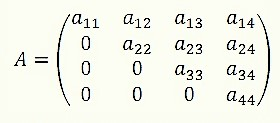 a₁₁ a₁₂ a₁₃ a₁₄
0 a₂₂ a₂₃ a₂₄
A = 0 0 a₃₃ a₃₄
0 0 0 a₄₄